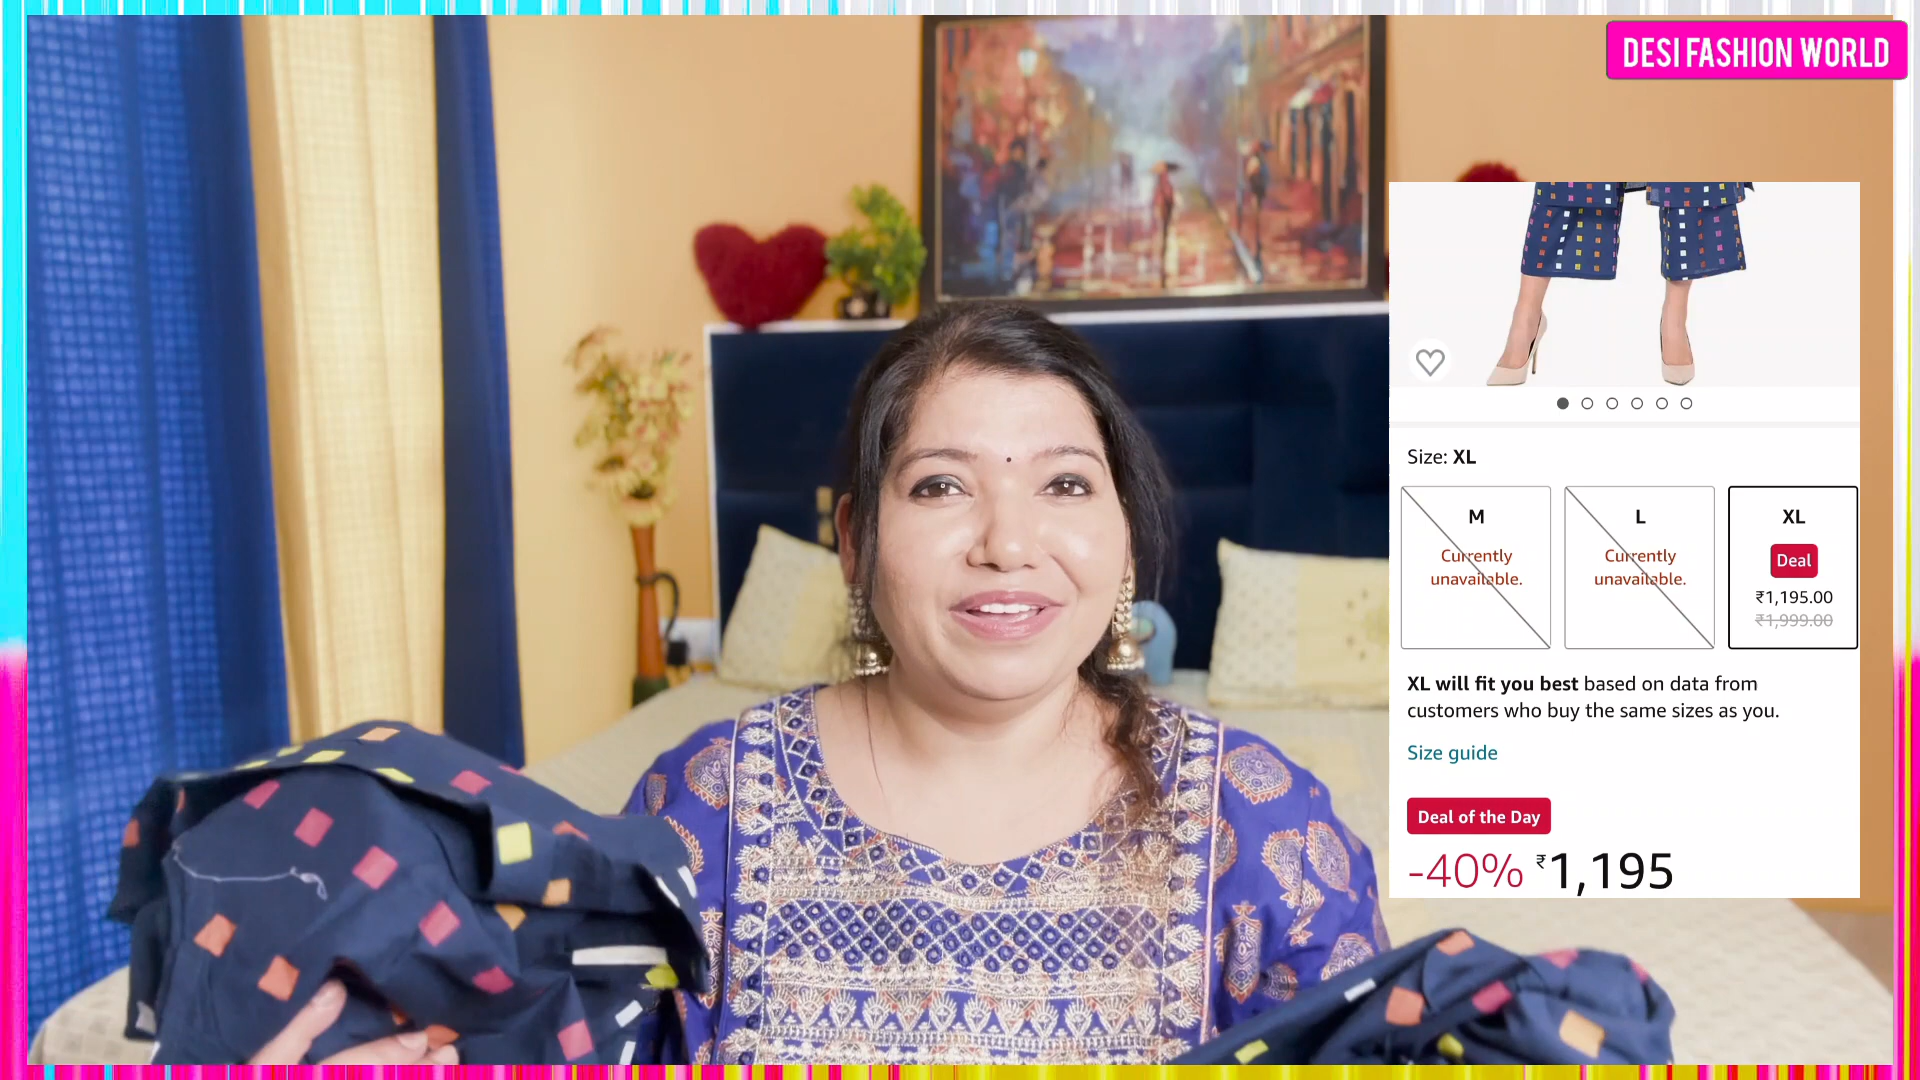 DESI FASHION WORLD
Size: XL
M
Currently
unavailable.
L
Currently
unavailable.
XL
Deal
₹1,195.00
₹1,999.00
XL will fit you best based on data from
customers who buy the same sizes as you.
Size guide
Deal of the Day
-40% ₹1,195